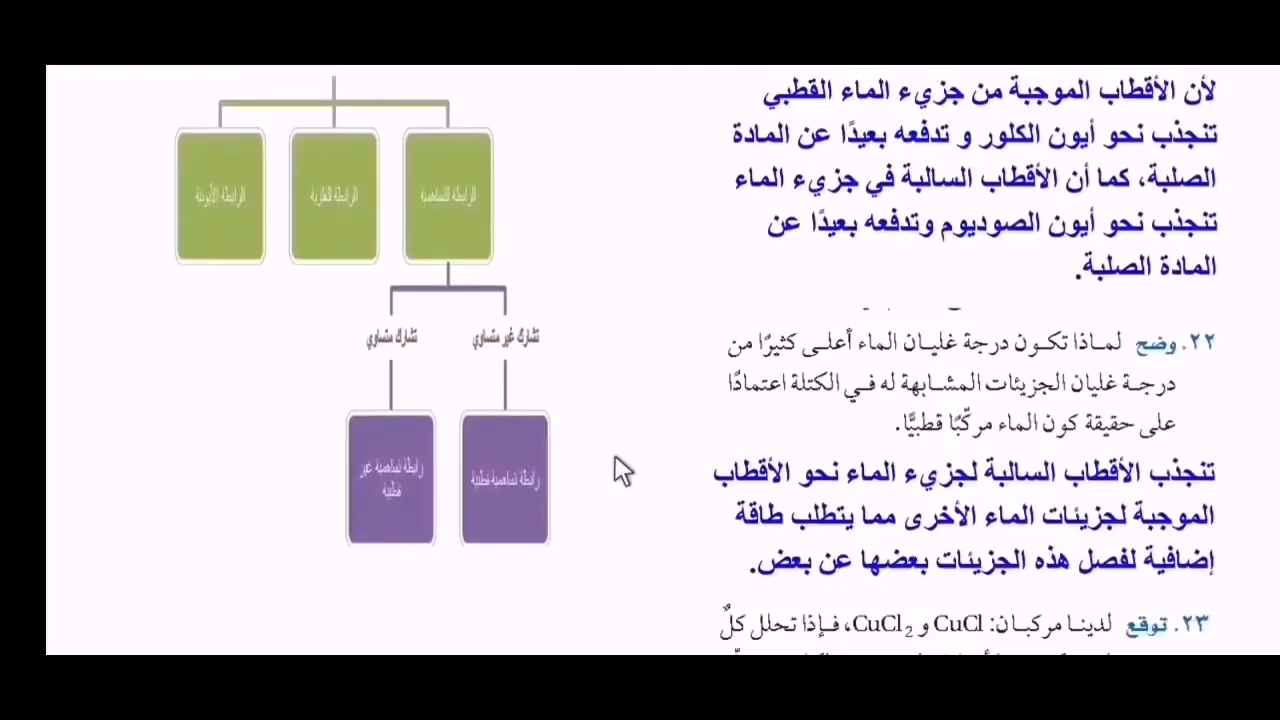 لأن الأقطاب الموجبة من جزيء الماء القطبي
تنجذب نحو أيون الكلور و تدفعه بعيدًا عن المادة
الصلبة، كما أن الأقطاب السالبة في جزيء الماء
تنجذب نحو أيون الصوديوم وتدفعه بعيدًا عن
المادة الصلبة.
٢٢. وضح لماذا تكون درجة غليان الماء أعلى كثيرًا من
درجة غليان الجزيئات المشابهة له في الكتلة اعتمادًا
على حقيقة كون الماء مركّبًا قطبيًّا.
تنجذب الأقطاب السالبة لجزيء الماء نحو الأقطاب
الموجبة لجزيئات الماء الأخرى مما يتطلب طاقة
إضافية لفصل هذه الجزيئات بعضها عن بعض.
٢٣. توقع لدينا مركبان: CuCl و CuCl₂، فإذا تحلل كلٌ
الرابطة التساهمية
الرابطة الفلزية
الرابطة الأيونية
تشارك غير متساوي
تشارك متساوي
رابطة تساهمية قطبية
رابطة تساهمية غير
قطبية